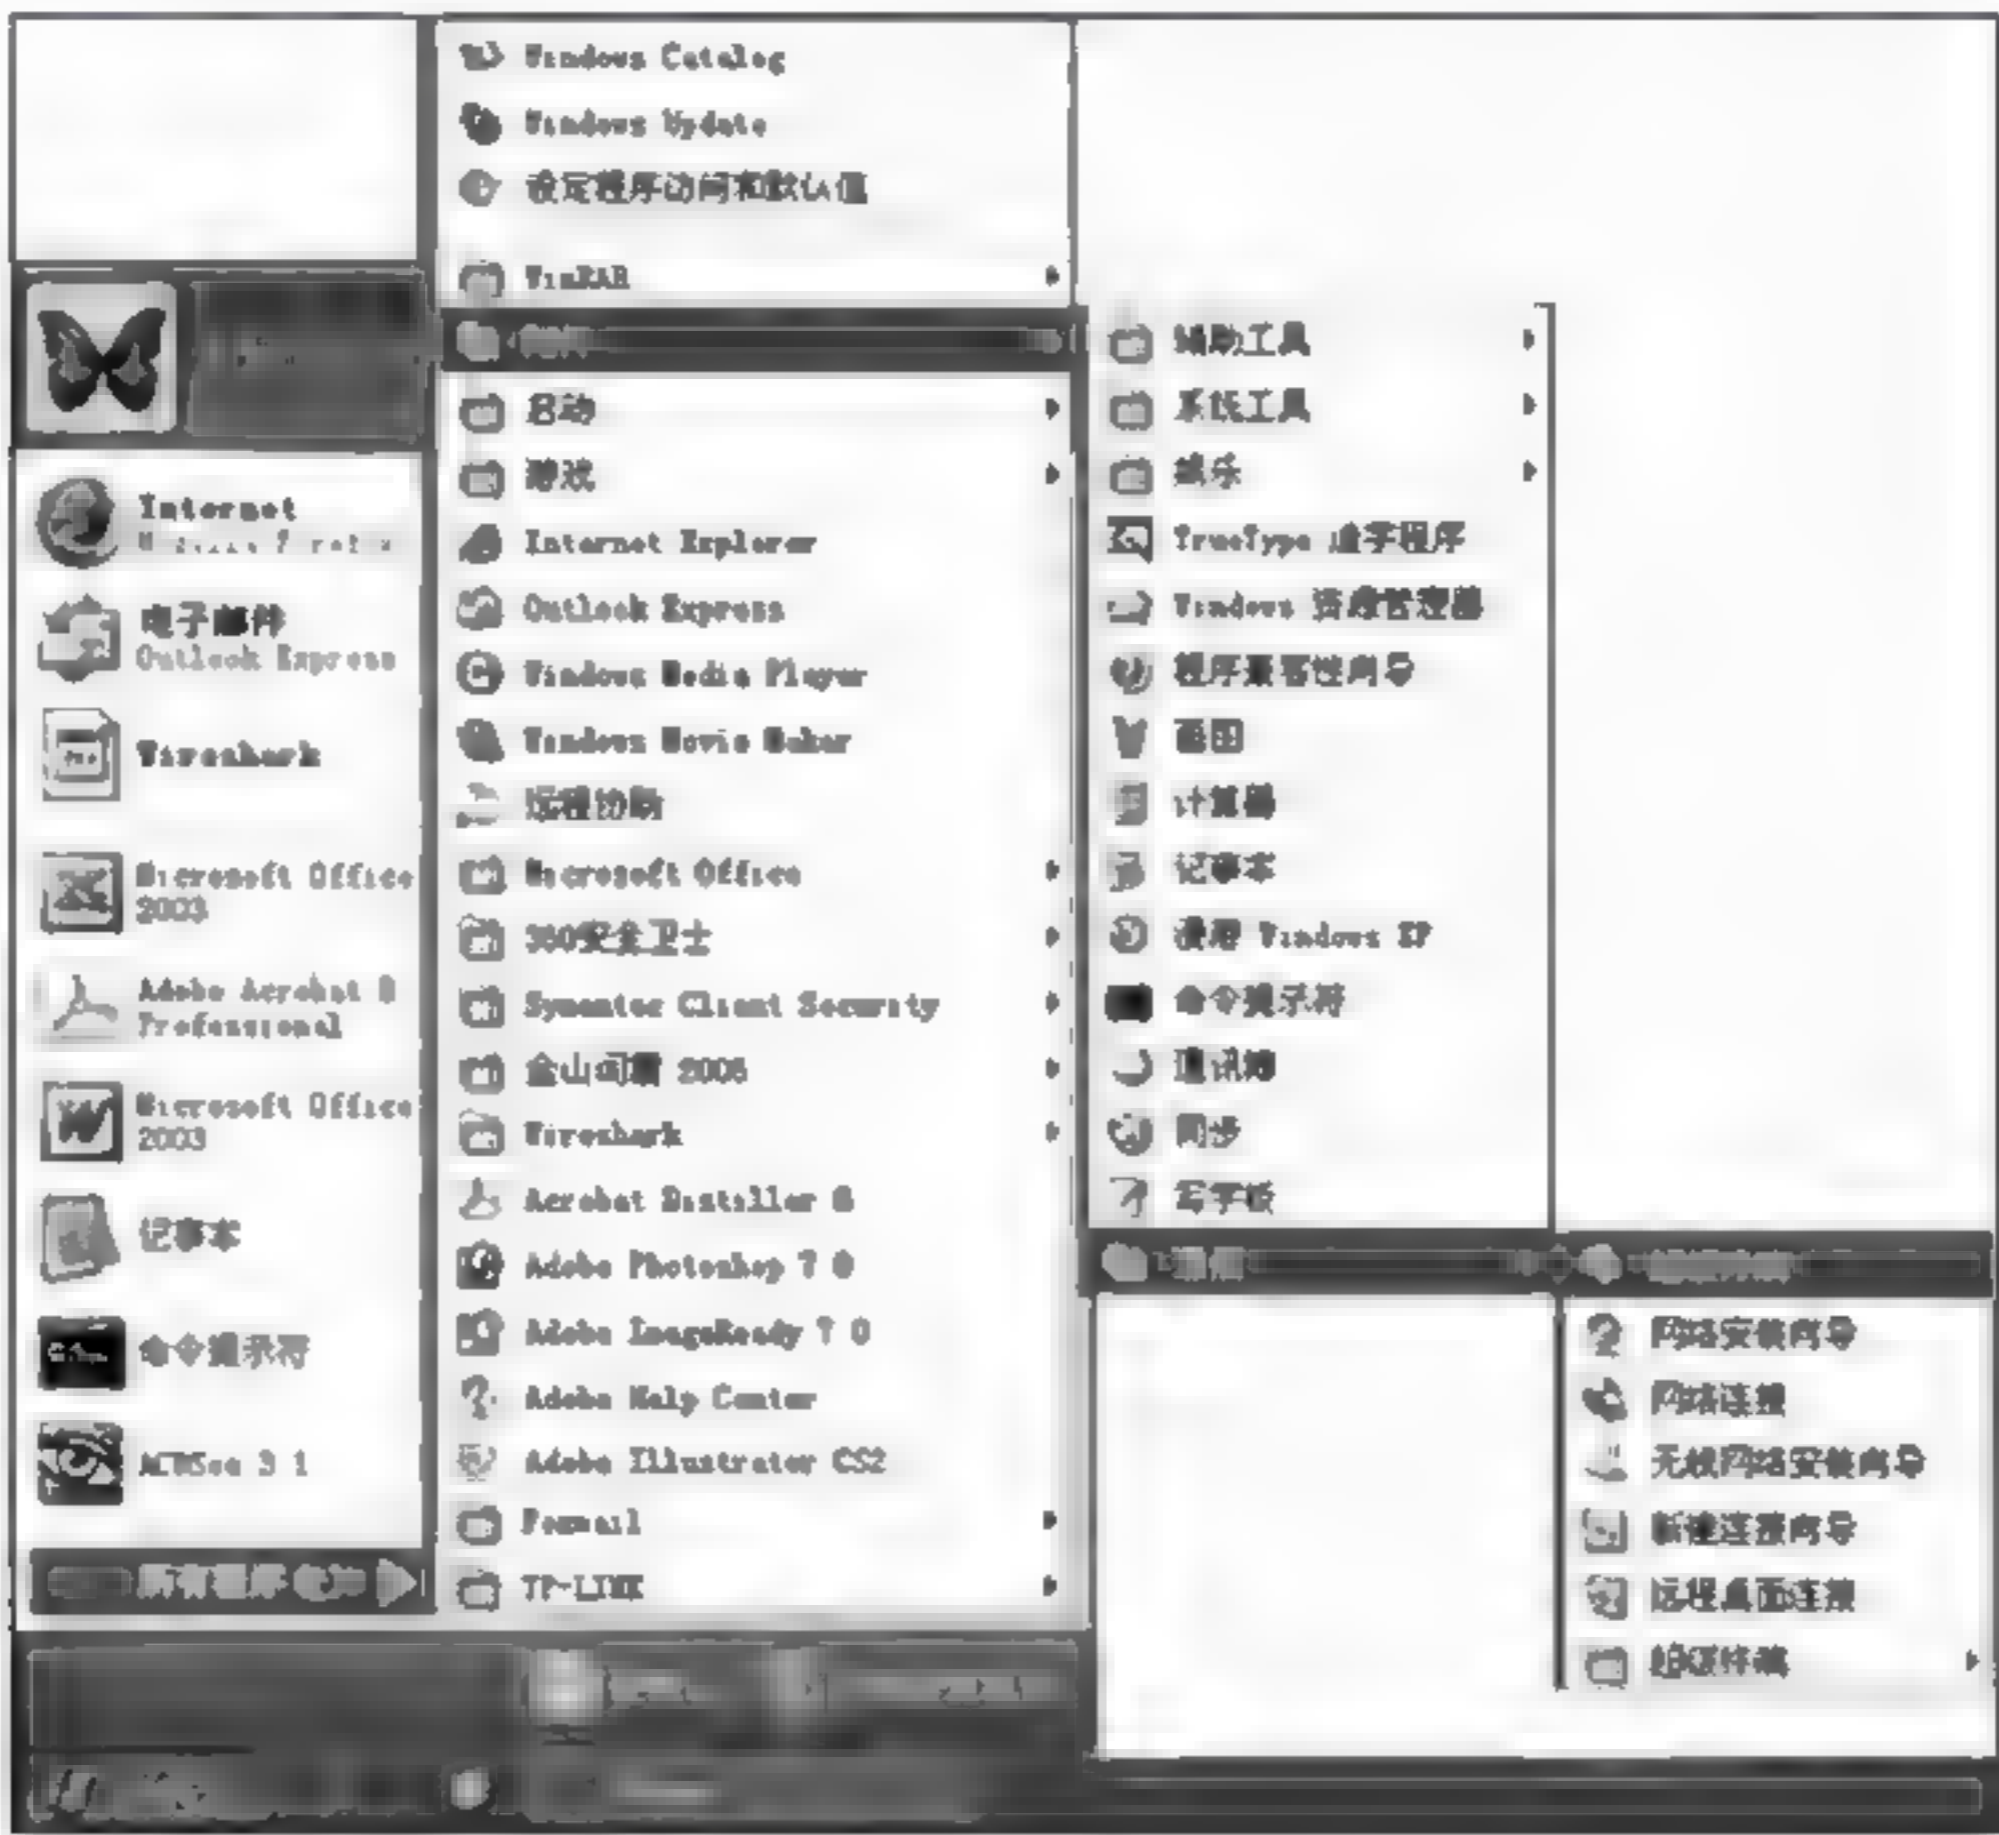 Windows Catalog
Windows Update
设定程序访问和默认值
WinRAR
启动
游戏
Internet Explorer
Outlook Express
Windows Media Player
Windows Movie Maker
远程协助
Microsoft Office
360安全卫士
Symantec Client Security
金山词霸 2005
Wireshark
Acrobat Distiller 8
Adobe Photoshop 7.0
Adobe ImageReady 7.0
Adobe Help Center
Adobe Illustrator CS2
Foxmail
TP-LINK
Internet
Mozilla Firefox
电子邮件
Outlook Express
Wireshark
Microsoft Office
2003
Adobe Acrobat 8
Professional
Microsoft Office
2003
记事本
命令提示符
ACDSee 3.1
所有程序
辅助工具
系统工具
娱乐
TrueType 造字程序
Windows 资源管理器
程序兼容性向导
画图
计算器
记事本
漫游 Windows XP
命令提示符
通讯簿
同步
写字板
通讯
网络安装向导
网络连接
无线网络安装向导
新建连接向导
远程桌面连接
超级终端